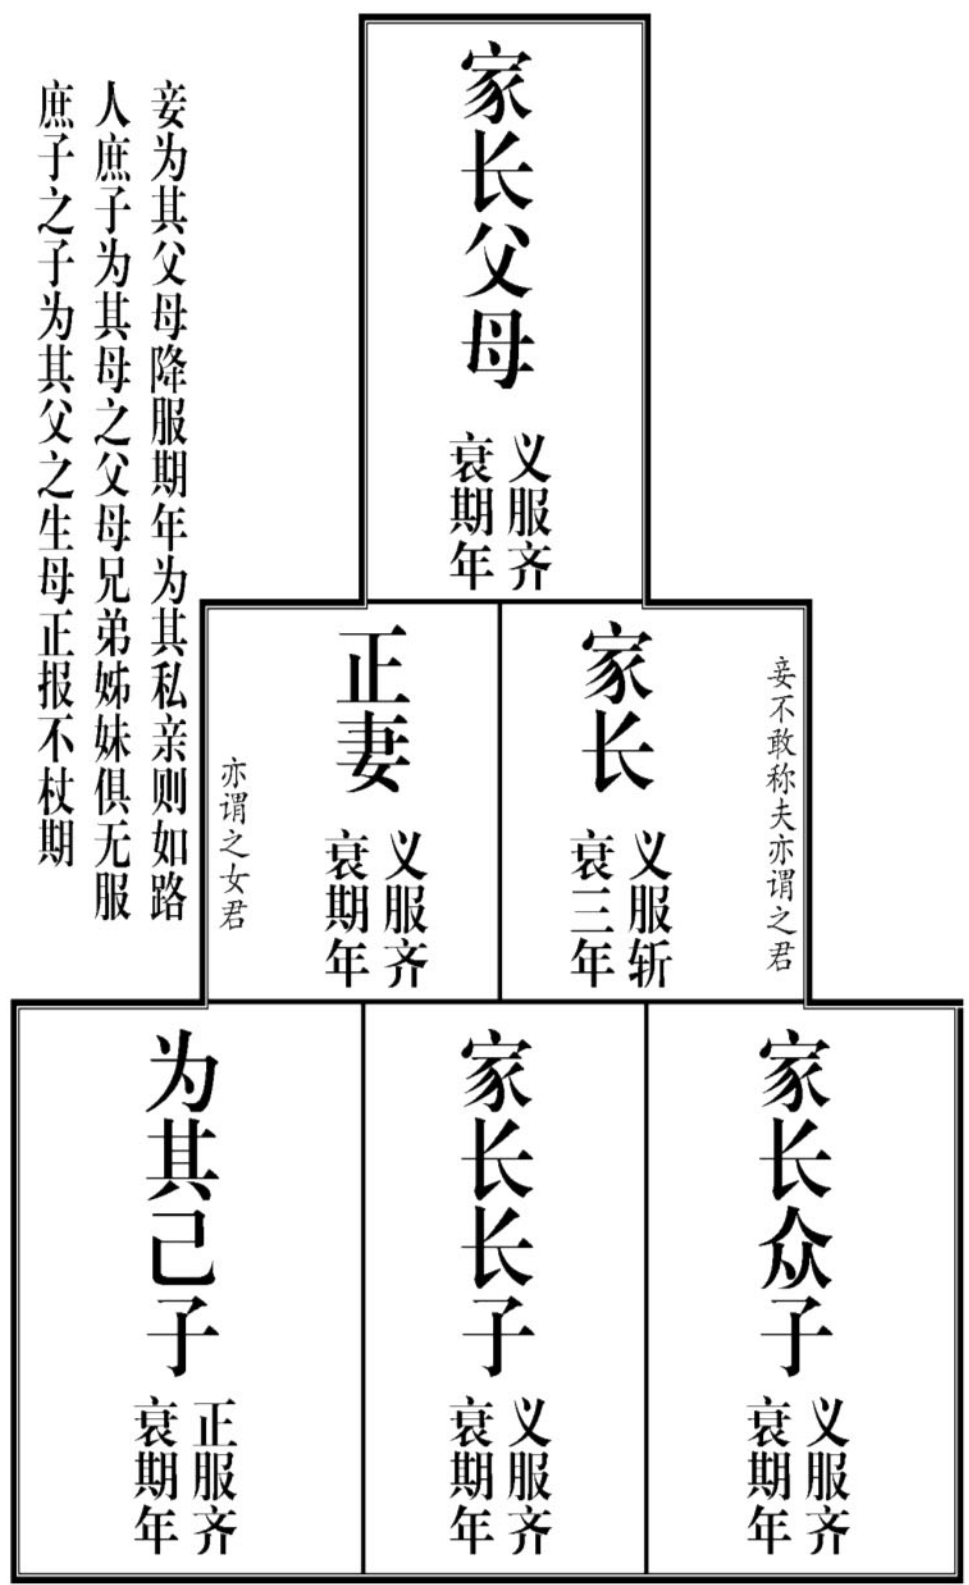 家长父母
义服齐
衰期年
妾不敢称夫亦谓之君
家长
义服斩
衰三年
正妻
义服齐
衰期年
亦谓之女君
家长众子
义服齐
衰期年
家长长子
义服齐
衰期年
为其己子
正服齐
衰期年
妾为其父母降服期年为其私亲则如路
人庶子为其母之父母兄弟姊妹俱无服
庶子之子为其父之生母正报不杖期